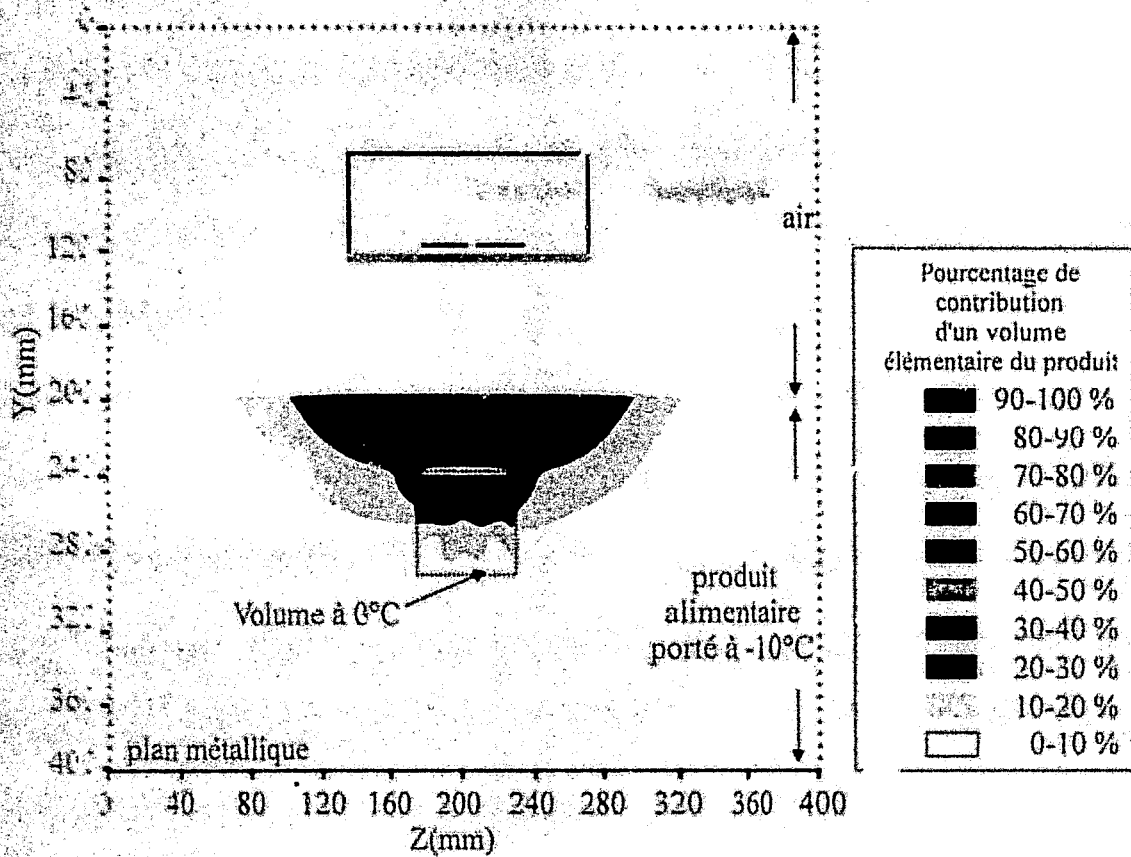 air
Y(mm)
Volume à 0°C
produit
alimentaire
porté à -10°C
plan métallique
40 80 120 160 200 240 280 320 360 400
Z(mm)
Pourcentage de
contribution
d'un volume
élémentaire du produit
90-100 %
80-90 %
70-80 %
60-70 %
50-60 %
40-50 %
30-40 %
20-30 %
10-20 %
0-10 %